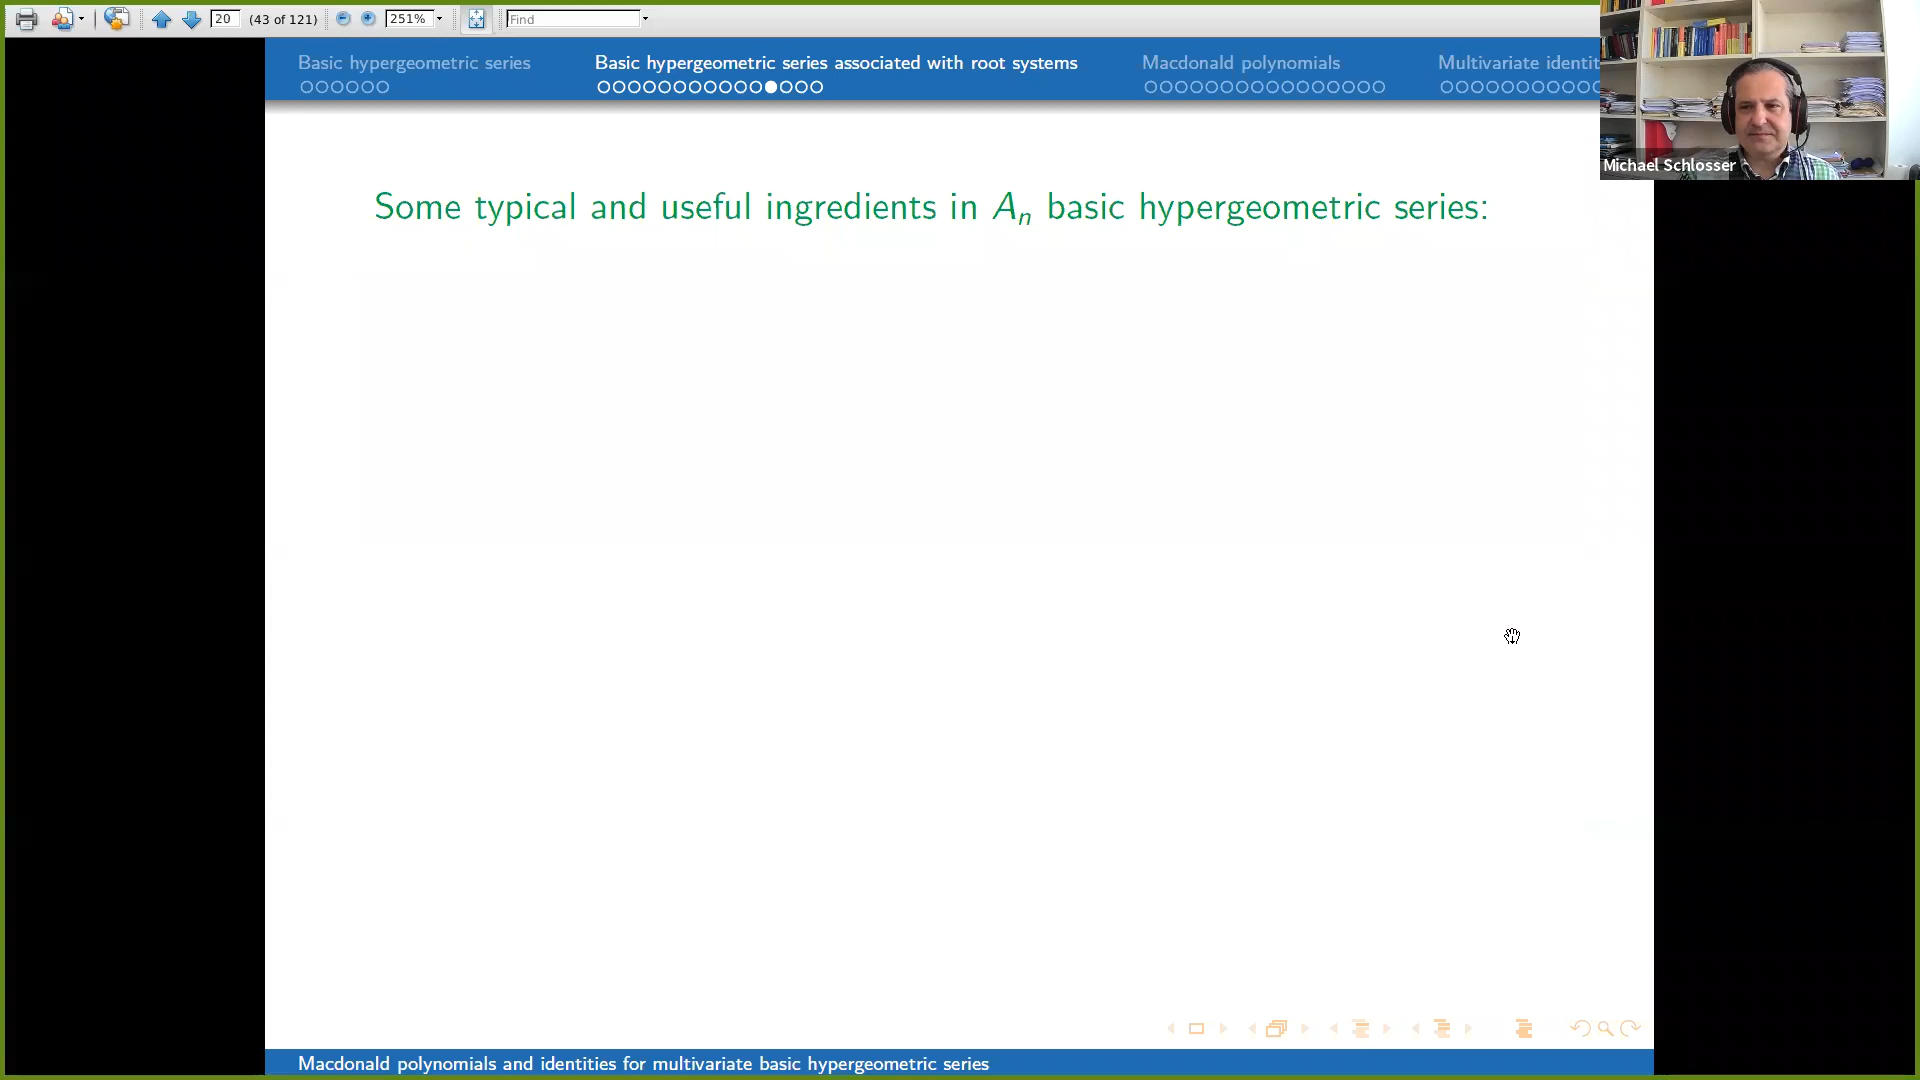 20 (43 of 121) 251% Find
Basic hypergeometric series Basic hypergeometric series associated with root systems Macdonald polynomials Multivariate identit
Michael Schlosser
Some typical and useful ingredients in Aₙ basic hypergeometric series:
Macdonald polynomials and identities for multivariate basic hypergeometric series